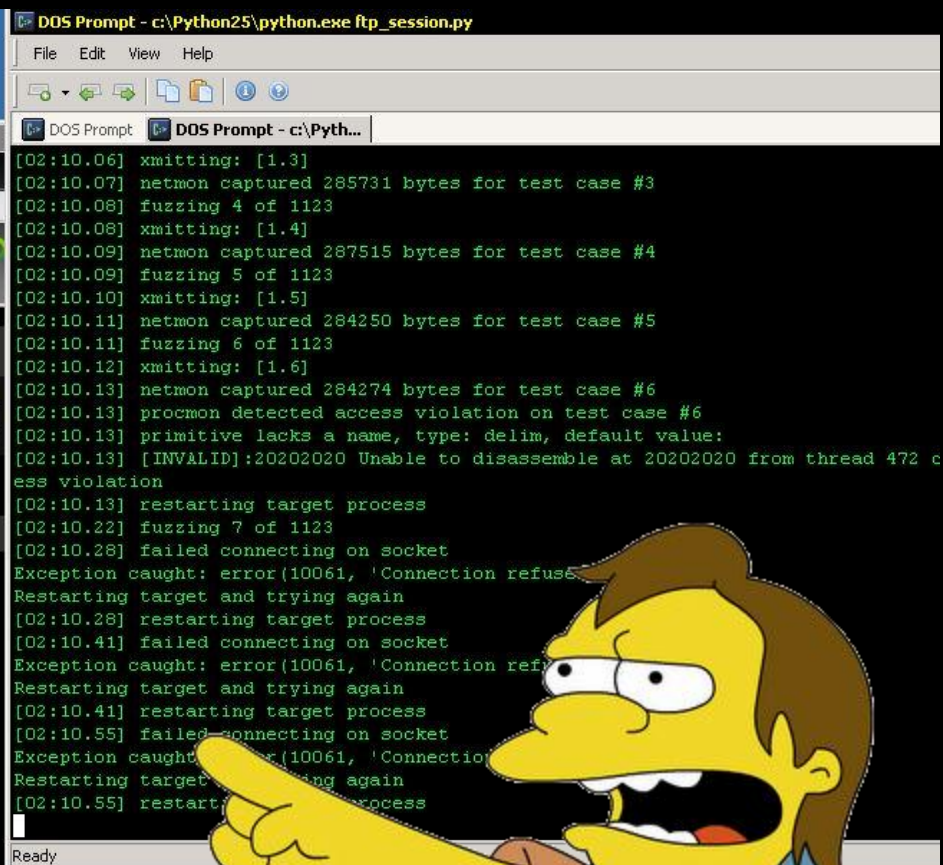 DOS Prompt - c:\Python25\python.exe ftp_session.py
File Edit View Help
DOS Prompt DOS Prompt - c:\Pyth...
[02:10.06] xmitting: [1.3]
[02:10.07] netmon captured 285731 bytes for test case #3
[02:10.08] fuzzing 4 of 1123
[02:10.08] xmitting: [1.4]
[02:10.09] netmon captured 287515 bytes for test case #4
[02:10.09] fuzzing 5 of 1123
[02:10.10] xmitting: [1.5]
[02:10.11] netmon captured 284250 bytes for test case #5
[02:10.11] fuzzing 6 of 1123
[02:10.12] xmitting: [1.6]
[02:10.13] netmon captured 284274 bytes for test case #6
[02:10.13] procmon detected access violation on test case #6
[02:10.13] primitive lacks a name, type: delim, default value:
[02:10.13] [INVALID]:20202020 Unable to disassemble at 20202020 from thread 472 c
ess violation
[02:10.13] restarting target process
[02:10.22] fuzzing 7 of 1123
[02:10.28] failed connecting on socket
Exception caught: error(10061, 'Connection refuse
Restarting target and trying again
[02:10.28] restarting target process
[02:10.41] failed connecting on socket
Exception caught: error(10061, 'Connection ref
Restarting target and trying again
[02:10.41] restarting target process
[02:10.55] failed connecting on socket
Exception caught (10061, 'Connectio
Restarting target ing again
[02:10.55] restart rocess
Ready